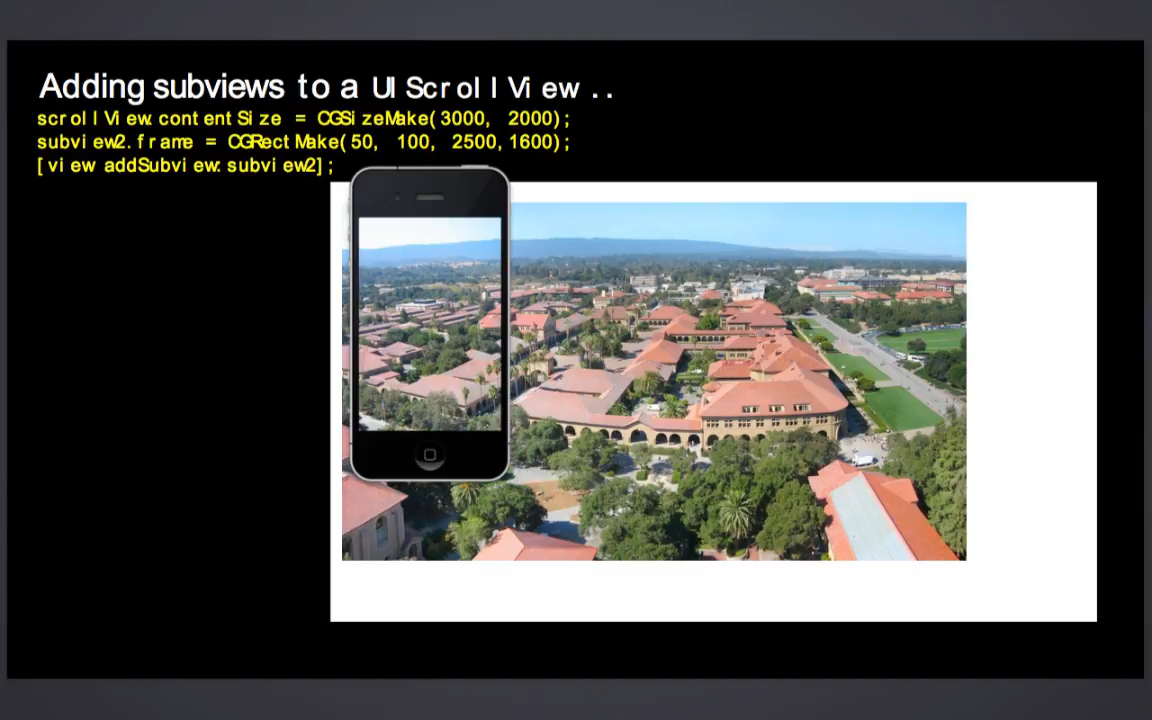 Adding subviews to a UIScrollView..
scrollView.contentSize = CGSizeMake(3000, 2000);
subview2.frame = CGRectMake(50, 100, 2500,1600);
[view addSubview:subview2];